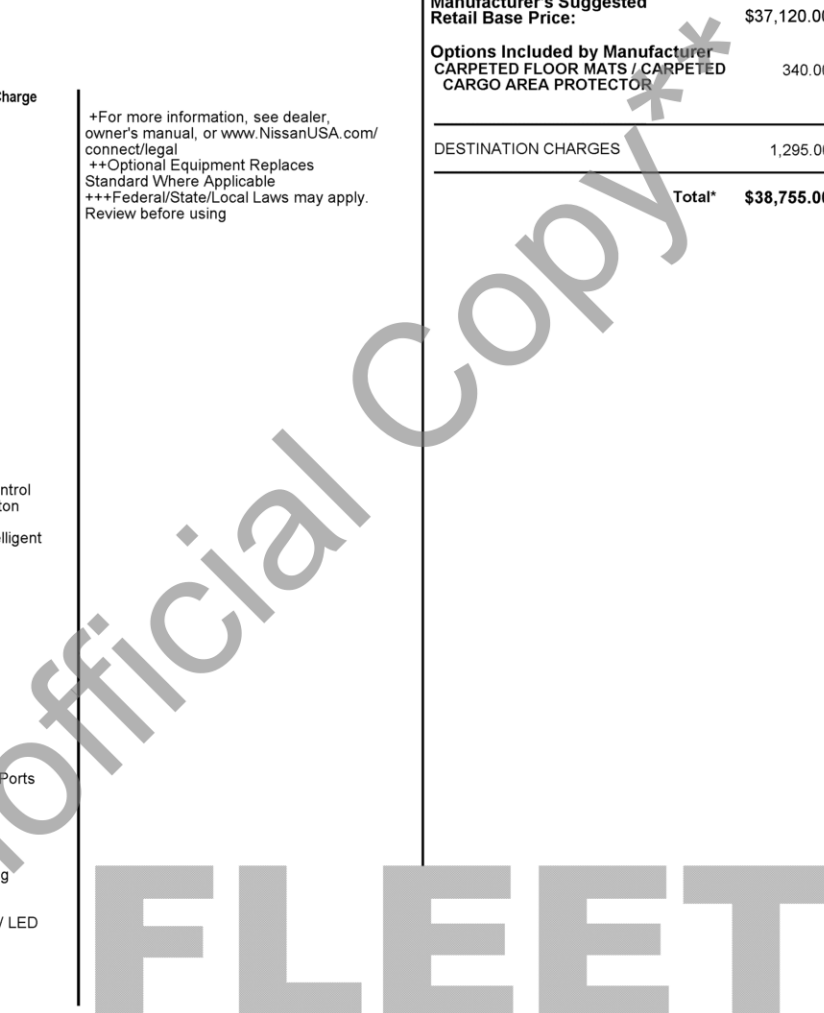 Charge
ntrol
ton
elligent
Ports
g
/ LED
+For more information, see dealer,
owner's manual, or www.NissanUSA.com/
connect/legal
++Optional Equipment Replaces
Standard Where Applicable
+++Federal/State/Local Laws may apply.
Review before using
Manufacturer's Suggested
Retail Base Price: $37,120.00
Options Included by Manufacturer
CARPETED FLOOR MATS / CARPETED 340.00
CARGO AREA PROTECTOR
DESTINATION CHARGES 1,295.00
Total* $38,755.00
official Copy**
FLEET